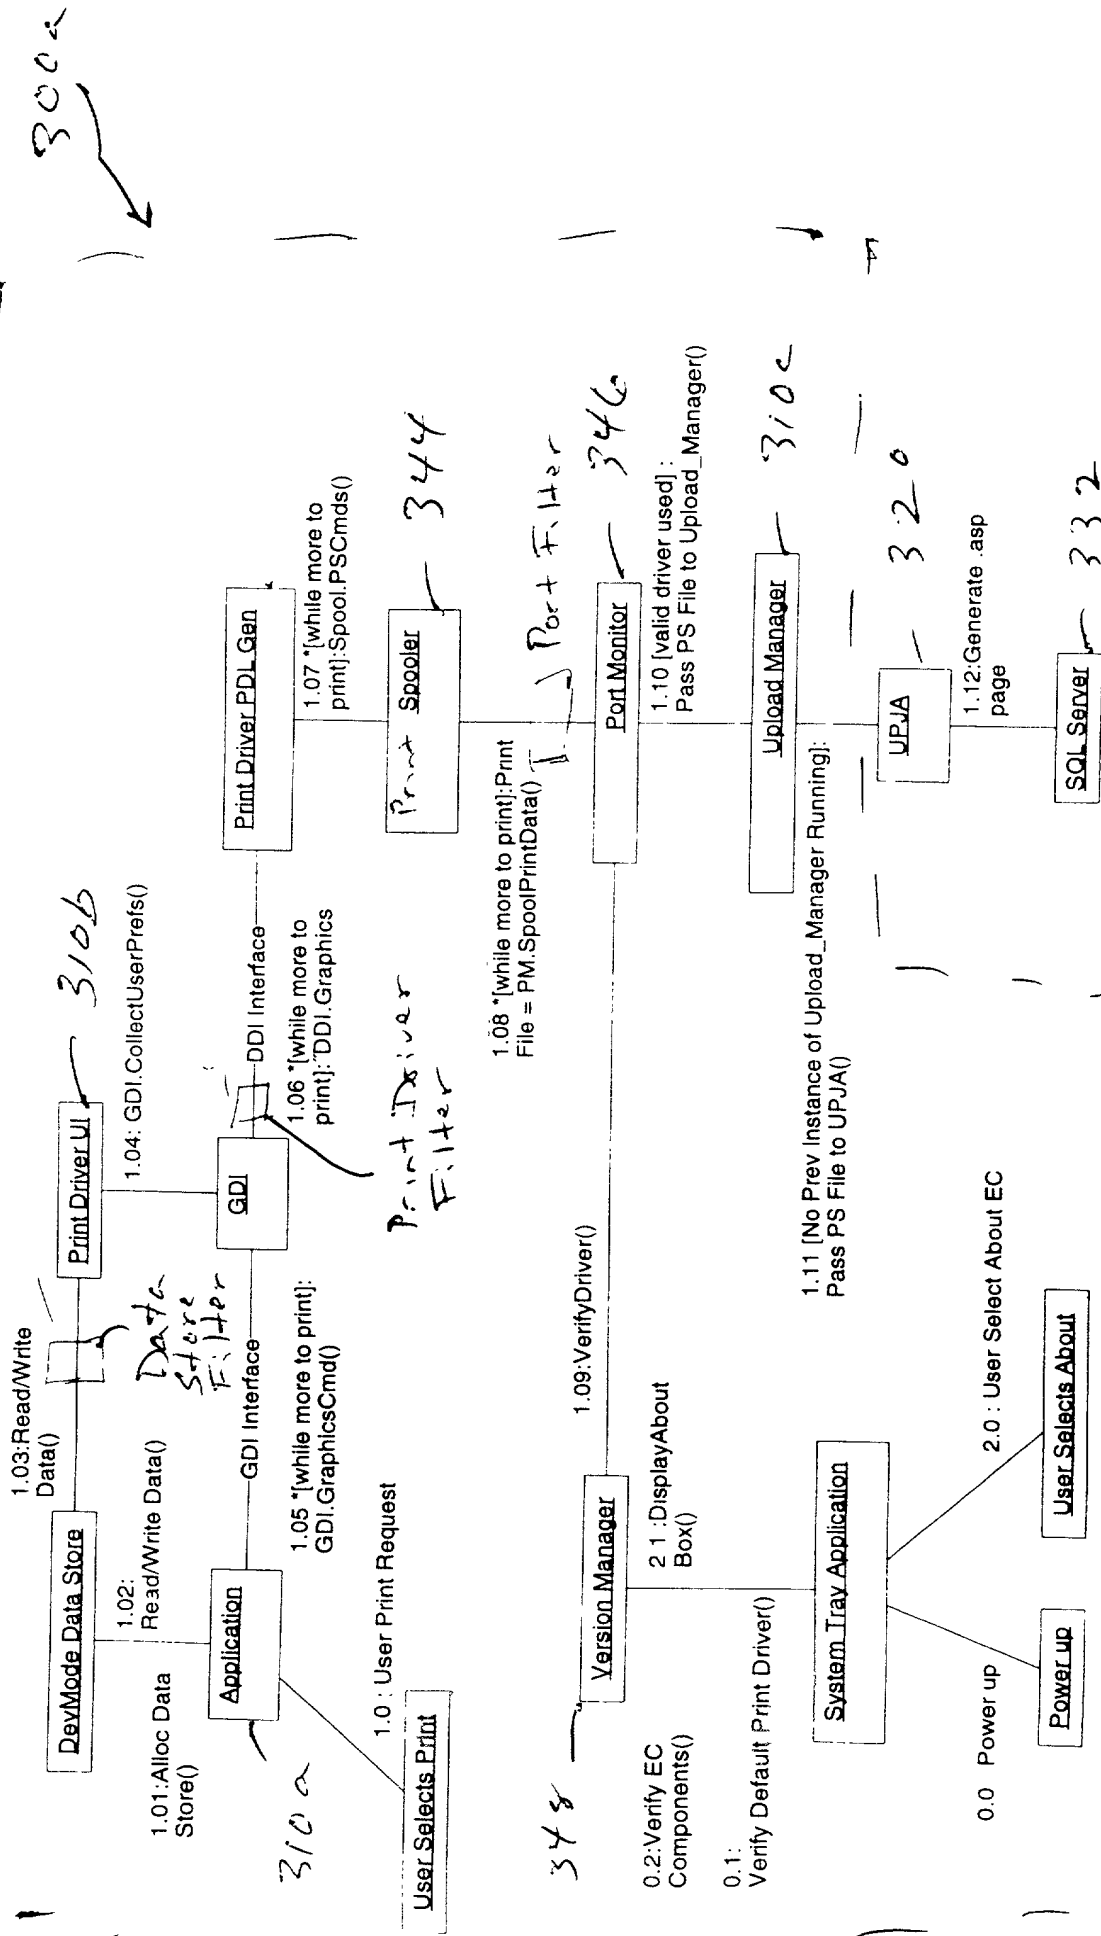 300a
DevMode Data Store
1.03:Read/Write
Data()
Print Driver UI
310b
1.01:Alloc Data
Store()
1.02:
Read/Write Data()
Data
Store
Filter
1.04: GDI.CollectUserPrefs()
Application
310a
GDI Interface
GDI
DDI Interface
Print Driver PDL Gen
1.05 *[while more to print]:
GDI.GraphicsCmd()
1.06 *[while more to
print]:DDI.Graphics
Print Driver
Filter
1.07 *[while more to
print]:Spool.PSCmds()
1.0 : User Print Request
User Selects Print
Print Spooler
344
1.08 *[while more to print]:Print
File = PM.SpoolPrintData()
Port Filter
348
Version Manager
1.09:VerifyDriver()
Port Monitor
346
0.2:Verify EC
Components()
2 1 :DisplayAbout
Box()
1.10 [valid driver used] :
Pass PS File to Upload_Manager()
0.1:
Verify Default Print Driver()
Upload Manager
310c
System Tray Application
1.11 [No Prev Instance of Upload_Manager Running]:
Pass PS File to UPJA()
UPJA
320
0.0 Power up
2.0 : User Select About EC
1.12:Generate .asp
page
Power up
User Selects About
SQL Server
332